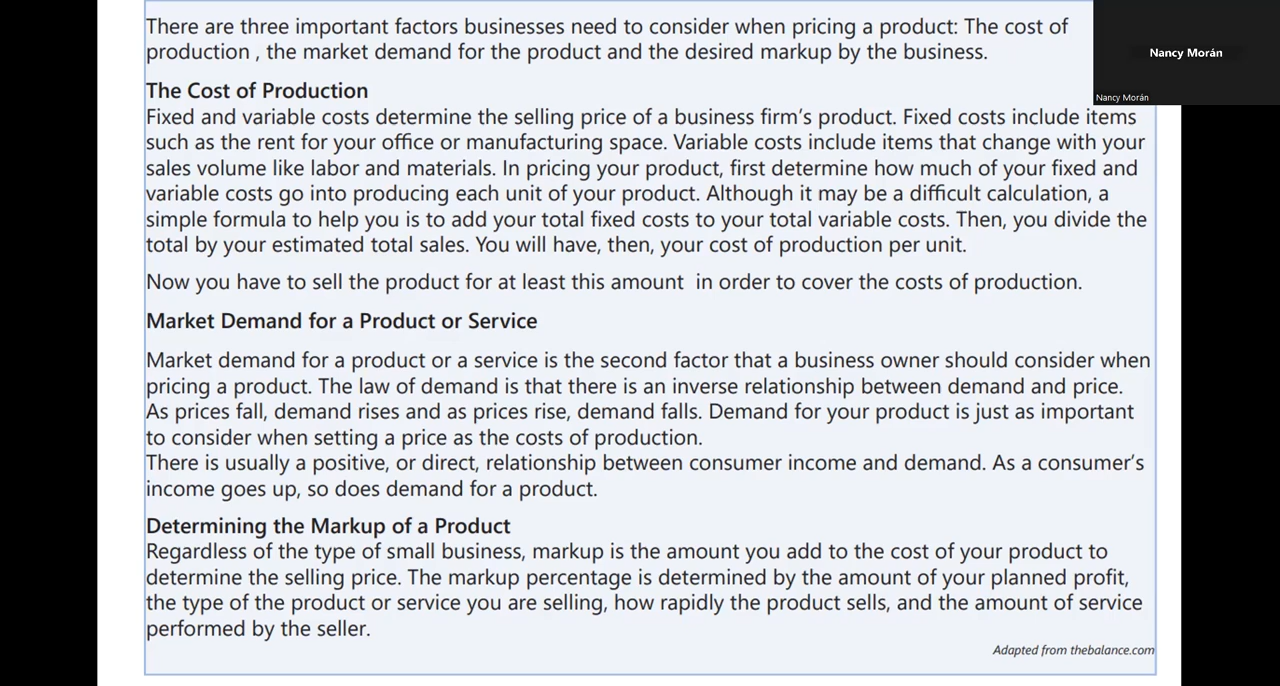 There are three important factors businesses need to consider when pricing a product: The cost of
production , the market demand for the product and the desired markup by the business.
Nancy Morán
Nancy Morán
The Cost of Production
Fixed and variable costs determine the selling price of a business firm's product. Fixed costs include items
such as the rent for your office or manufacturing space. Variable costs include items that change with your
sales volume like labor and materials. In pricing your product, first determine how much of your fixed and
variable costs go into producing each unit of your product. Although it may be a difficult calculation, a
simple formula to help you is to add your total fixed costs to your total variable costs. Then, you divide the
total by your estimated total sales. You will have, then, your cost of production per unit.
Now you have to sell the product for at least this amount  in order to cover the costs of production.
Market Demand for a Product or Service
Market demand for a product or a service is the second factor that a business owner should consider when
pricing a product. The law of demand is that there is an inverse relationship between demand and price.
As prices fall, demand rises and as prices rise, demand falls. Demand for your product is just as important
to consider when setting a price as the costs of production.
There is usually a positive, or direct, relationship between consumer income and demand. As a consumer's
income goes up, so does demand for a product.
Determining the Markup of a Product
Regardless of the type of small business, markup is the amount you add to the cost of your product to
determine the selling price. The markup percentage is determined by the amount of your planned profit,
the type of the product or service you are selling, how rapidly the product sells, and the amount of service
performed by the seller.
Adapted from thebalance.com